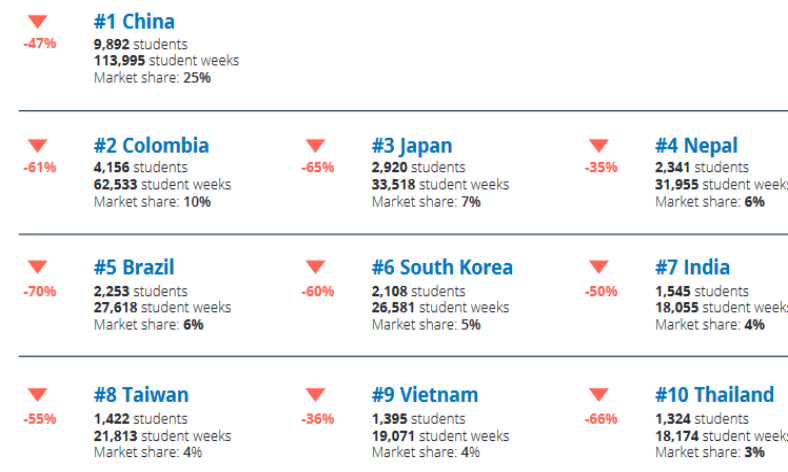 #1 China
-47%
9,892 students
113,995 student weeks
Market share: 25%
#2 Colombia
-61%
4,156 students
62,533 student weeks
Market share: 10%
#3 Japan
-65%
2,920 students
33,518 student weeks
Market share: 7%
#4 Nepal
-35%
2,341 students
31,955 student weeks
Market share: 6%
#5 Brazil
-70%
2,253 students
27,618 student weeks
Market share: 6%
#6 South Korea
-60%
2,108 students
26,581 student weeks
Market share: 5%
#7 India
-50%
1,545 students
18,055 student weeks
Market share: 4%
#8 Taiwan
-55%
1,422 students
21,813 student weeks
Market share: 4%
#9 Vietnam
-36%
1,395 students
19,071 student weeks
Market share: 4%
#10 Thailand
-66%
1,324 students
18,174 student weeks
Market share: 3%